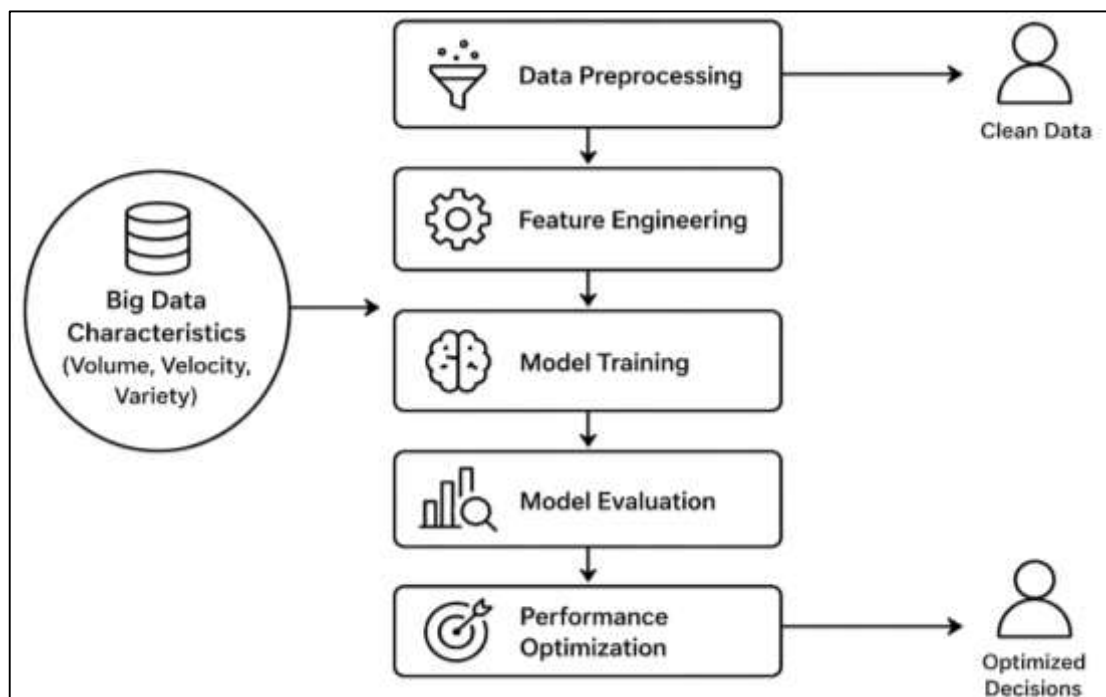 Data Preprocessing
Clean Data
Feature Engineering
Big Data
Characteristics
(Volume, Velocity,
Variety)
Model Training
Model Evaluation
Performance
Optimization
Optimized
Decisions